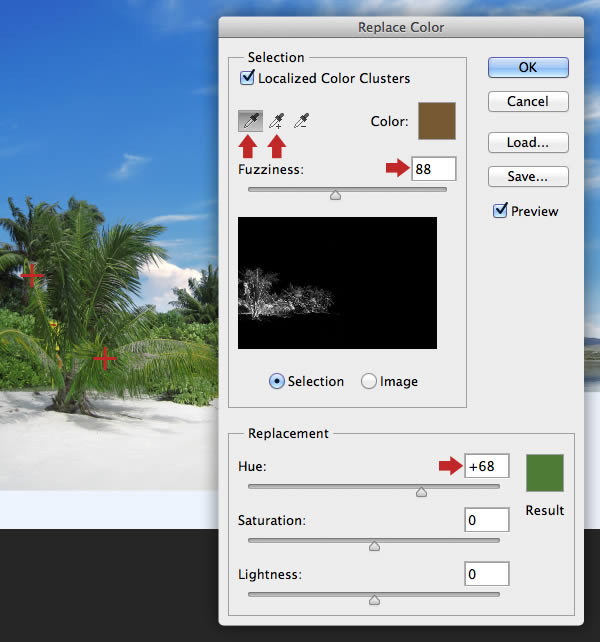 Replace Color
Selection
Localized Color Clusters
Color:
Fuzziness:
88
Selection
Image
OK
Cancel
Load...
Save...
Preview
Replacement
Hue:
+68
Result
Saturation:
0
Lightness:
0